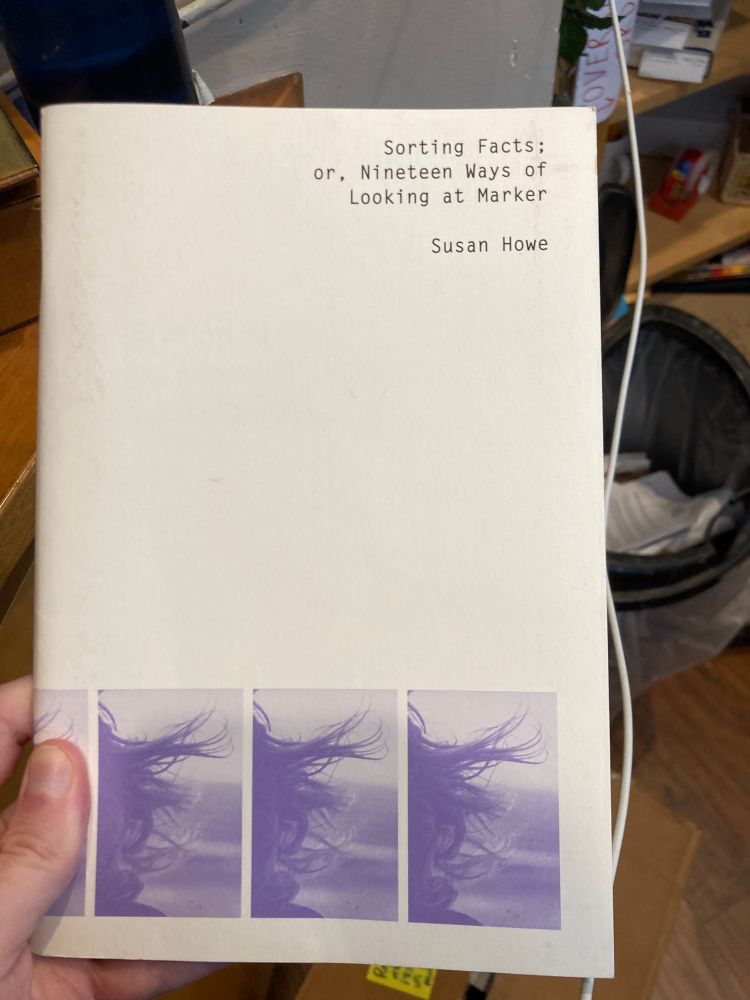 Sorting Facts;
or, Nineteen Ways of
Looking at Marker
Susan Howe